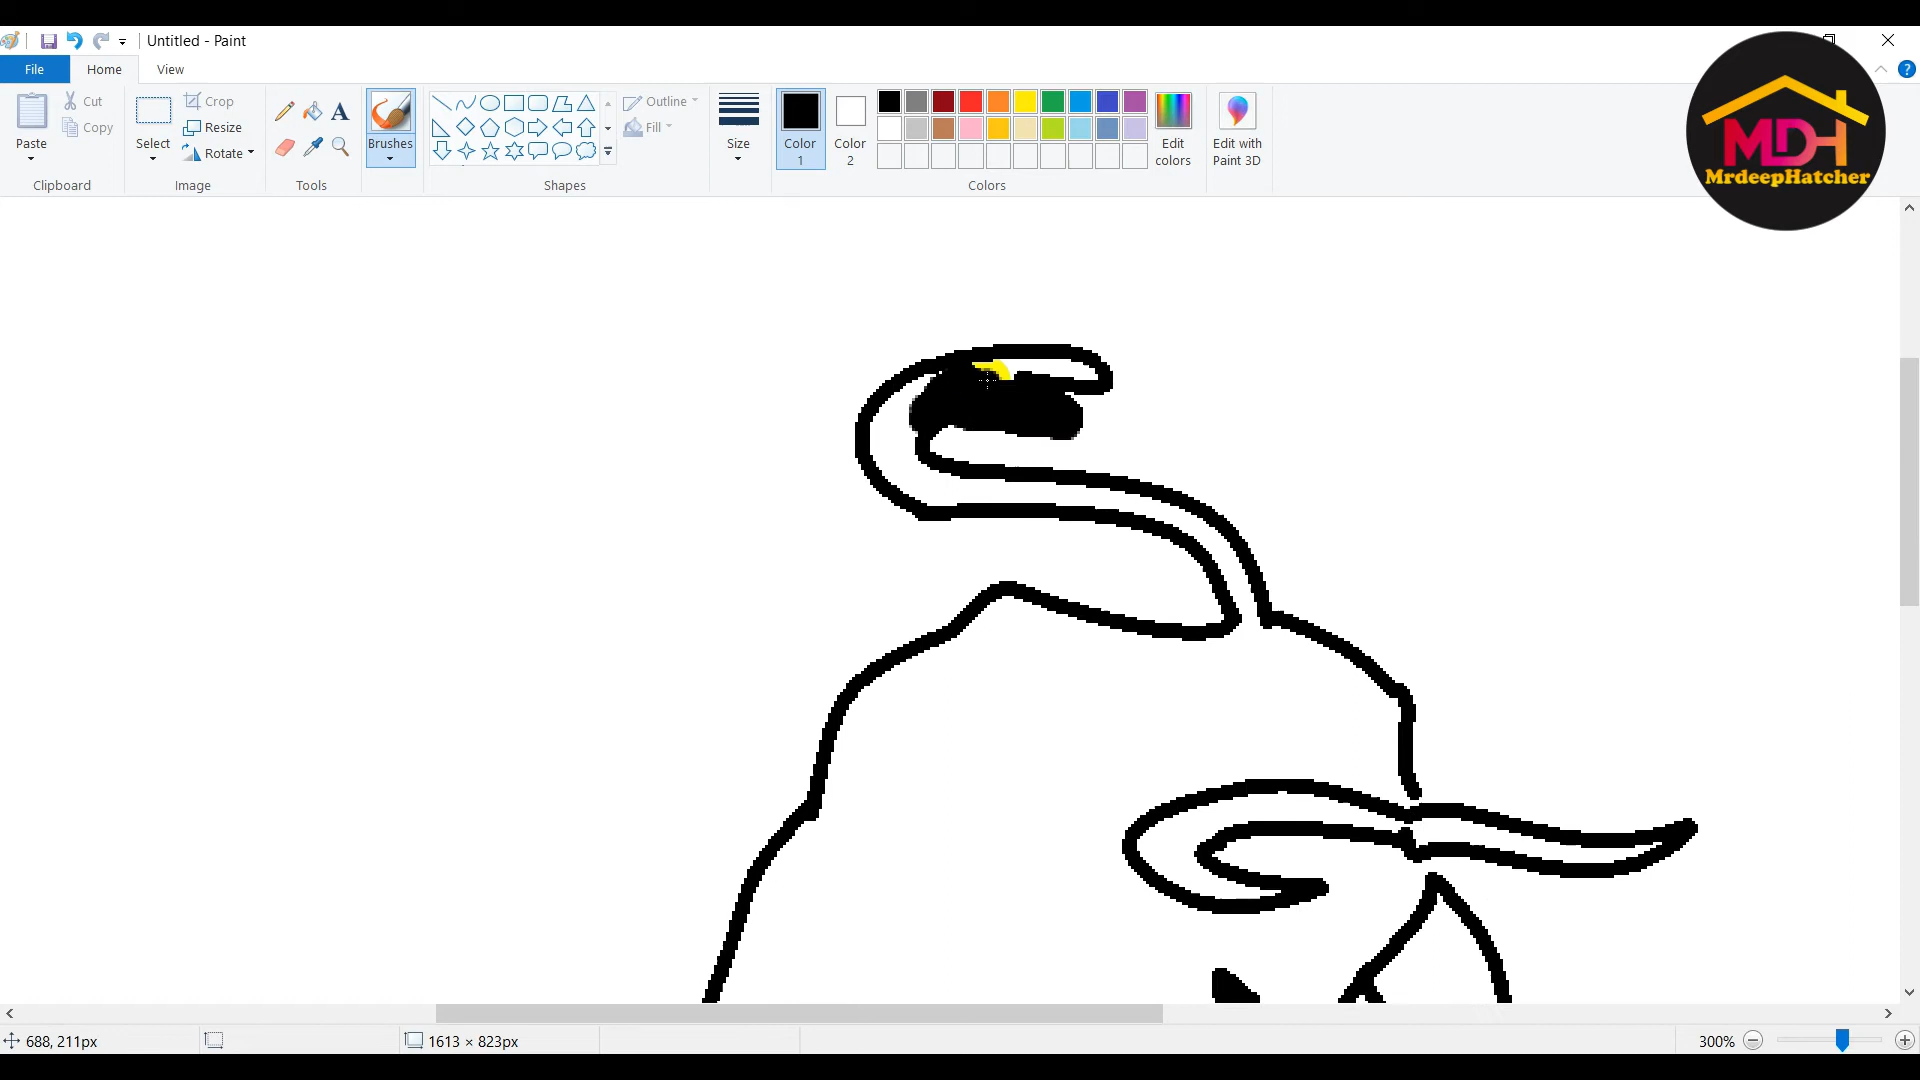 Untitled - Paint
File Home View
Paste
Cut
Copy
Clipboard
Select
Crop
Resize
Rotate
Image
A
Tools
Brushes
Shapes
Outline
Fill
Size
Color 1
Color 2
Colors
Edit colors
Edit with Paint 3D
?
MDH
MrdeepHatcher
688, 211px
1613 × 823px
300%